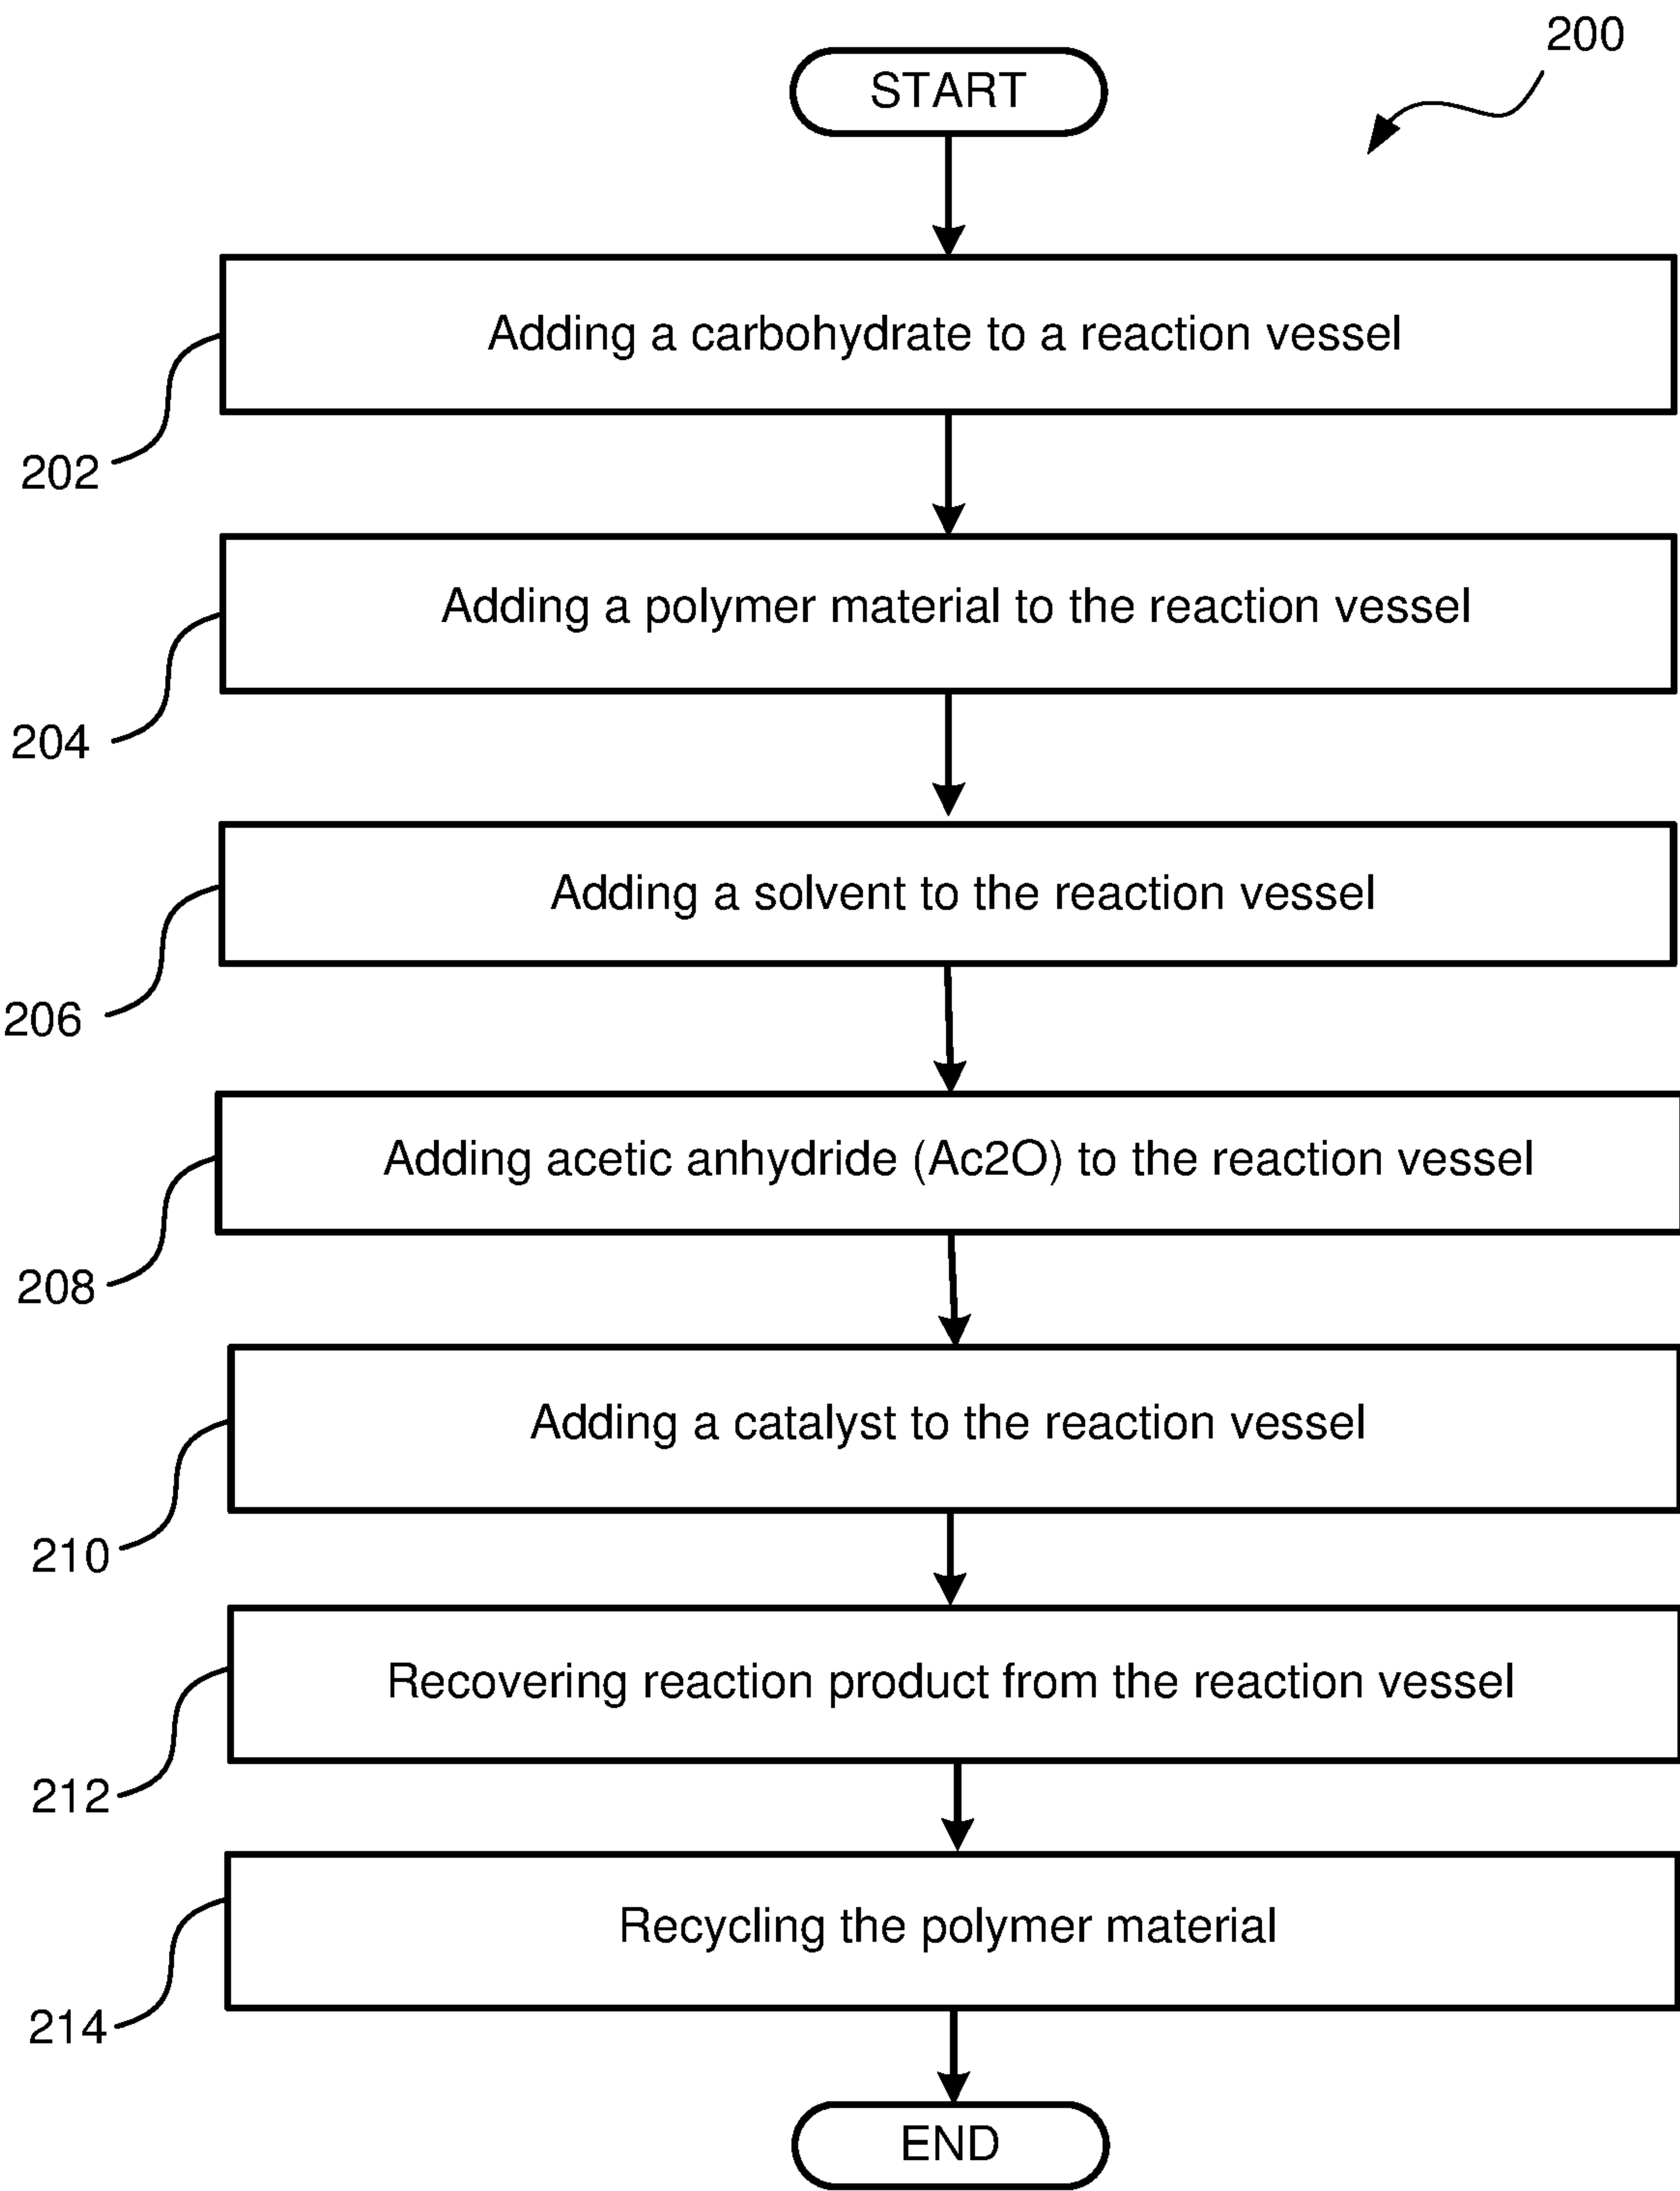 200
START
Adding a carbohydrate to a reaction vessel
202
Adding a polymer material to the reaction vessel
204
Adding a solvent to the reaction vessel
206
Adding acetic anhydride (Ac2O) to the reaction vessel
208
Adding a catalyst to the reaction vessel
210
Recovering reaction product from the reaction vessel
212
Recycling the polymer material
214
END